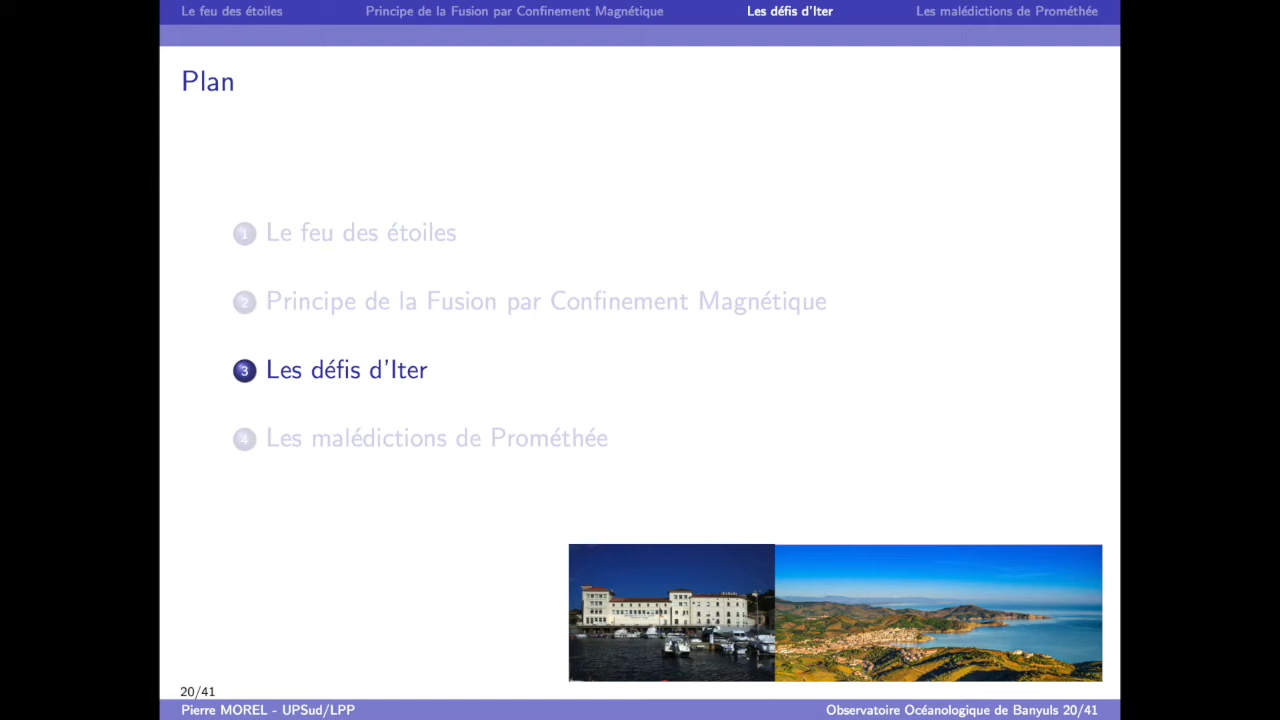 Le feu des étoiles Principe de la Fusion par Confinement Magnétique Les défis d'Iter Les malédictions de Prométhée
Plan
1 Le feu des étoiles
2 Principe de la Fusion par Confinement Magnétique
3 Les défis d'Iter
4 Les malédictions de Prométhée
20/41
Pierre MOREL - UPSud/LPP Observatoire Océanologique de Banyuls 20/41